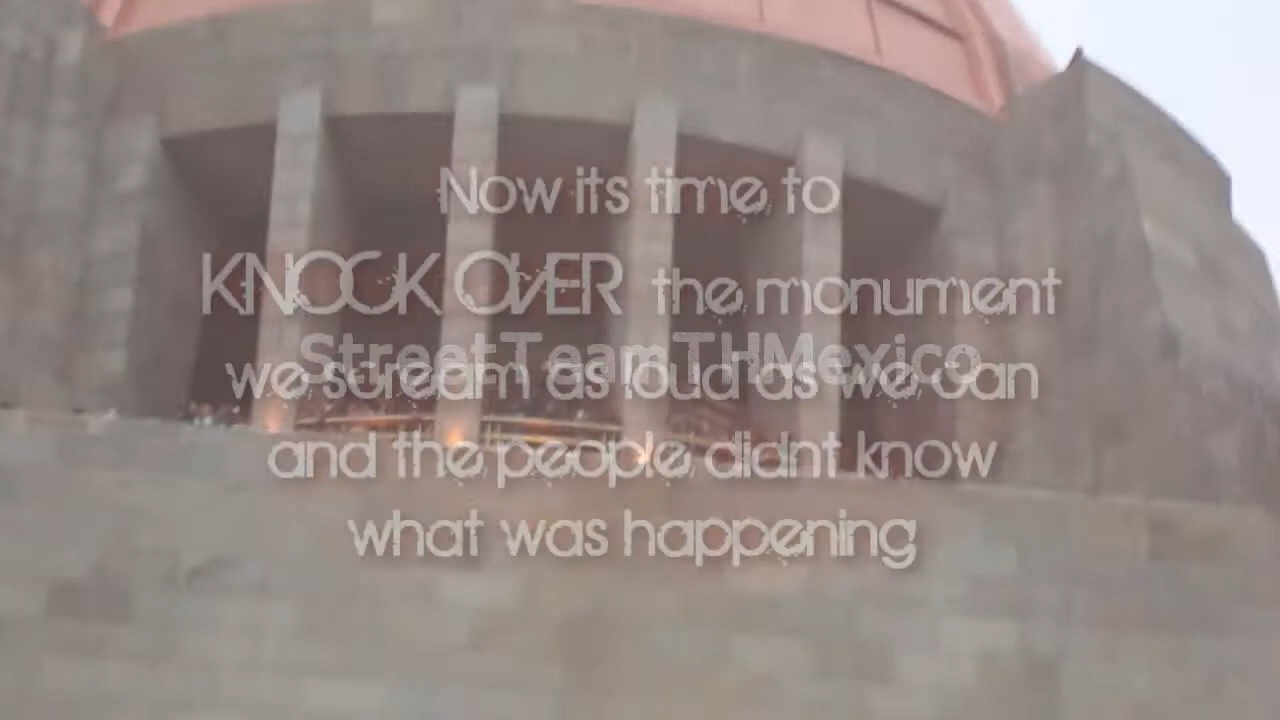 Now its time to
KNOCK OVER the monument
StreetTeamTHMexico
we scream as loud as we can
and the people didnt know
what was happening